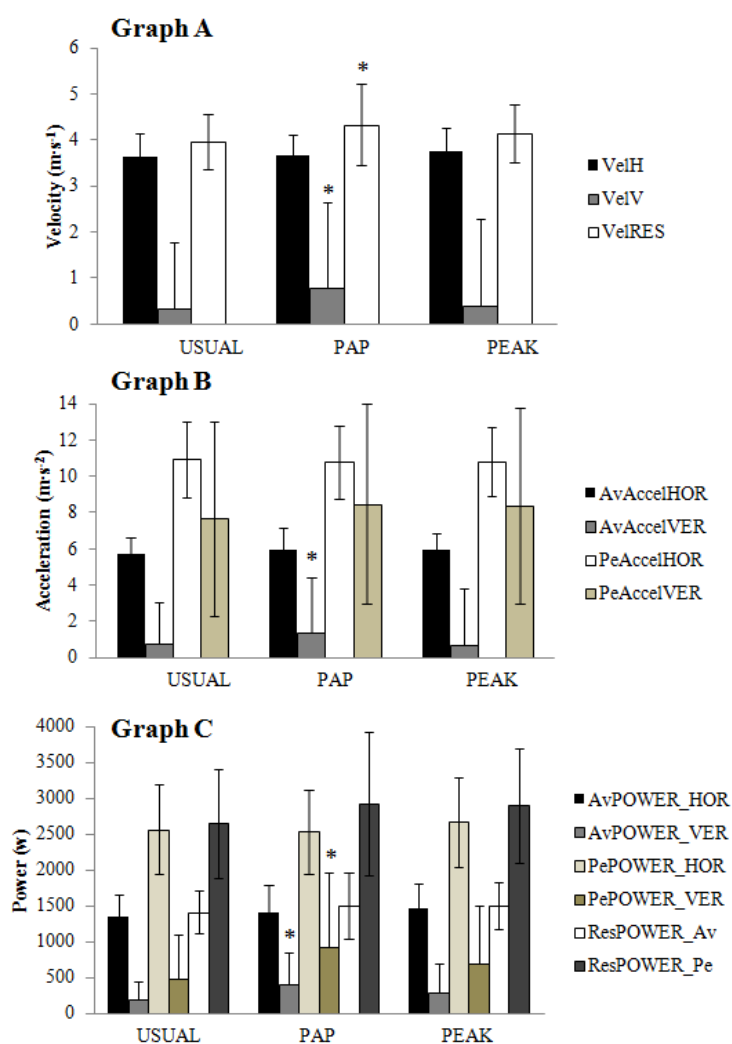 Graph A
6
5
4
3
2
1
0
Velocity (m·s-1)
*
*
USUAL PAP PEAK
VelH
VelV
VelRES
Graph B
14
12
10
8
6
4
2
0
Acceleration (m·s-2)
*
USUAL PAP PEAK
AvAccelHOR
AvAccelVER
PeAccelHOR
PeAccelVER
Graph C
4000
3500
3000
2500
2000
1500
1000
500
0
Power (w)
*
*
USUAL PAP PEAK
AvPOWER_HOR
AvPOWER_VER
PePOWER_HOR
PePOWER_VER
ResPOWER_Av
ResPOWER_Pe